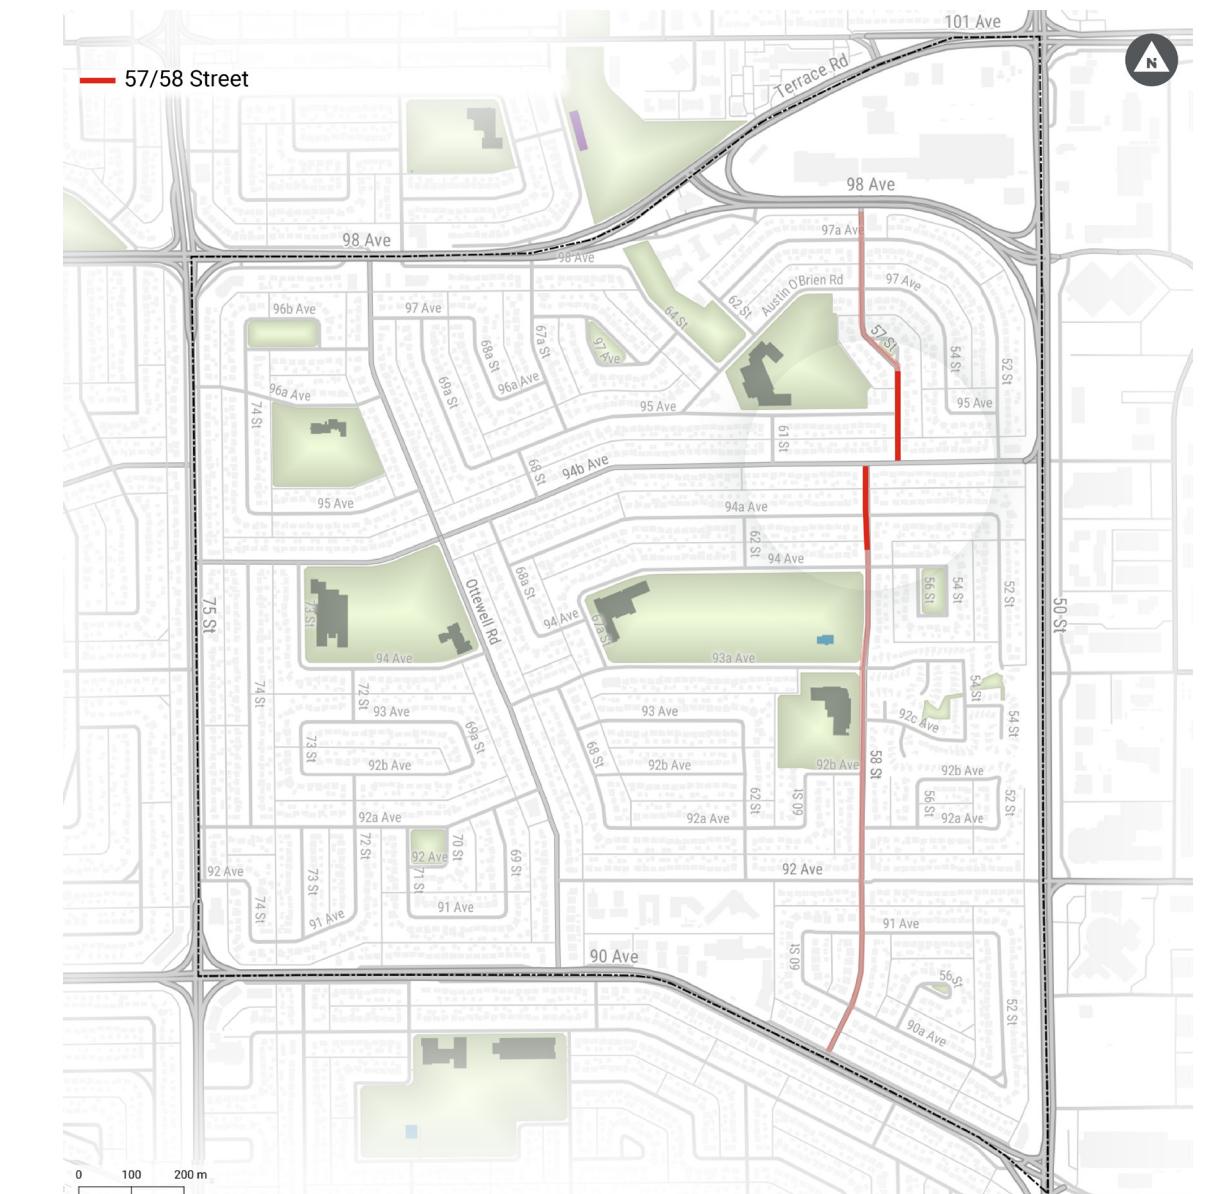 101 Ave
N
57/58 Street
Terrace Rd
98 Ave
97a Ave
98 Ave
98 Ave
Austin O'Brien Rd
97 Ave
62 St
96b Ave
97 Ave
64 St
67a St
68a St
97 Ave
57 St
54 St
52 St
96a Ave
69a St
96a Ave
74 St
95 Ave
95 Ave
61 St
94b Ave
68 St
95 Ave
94a Ave
62 St
94 Ave
68a St
Ottewell Rd
56 St
54 St
52 St
75 St
73 St
94 Ave
67a St
50 St
94 Ave
93a Ave
74 St
72 St
54 St
93 Ave
93 Ave
92c Ave
54 St
69a St
73 St
68 St
58 St
92b Ave
92b Ave
92b Ave
92b Ave
62 St
60 St
56 St
52 St
92a Ave
92a Ave
92a Ave
72 St
70 St
69 St
92 Ave
92 Ave
92 Ave
73 St
71 St
74 St
91 Ave
91 Ave
91 Ave
90 Ave
60 St
56 St
52 St
90a Ave
0 100 200 m